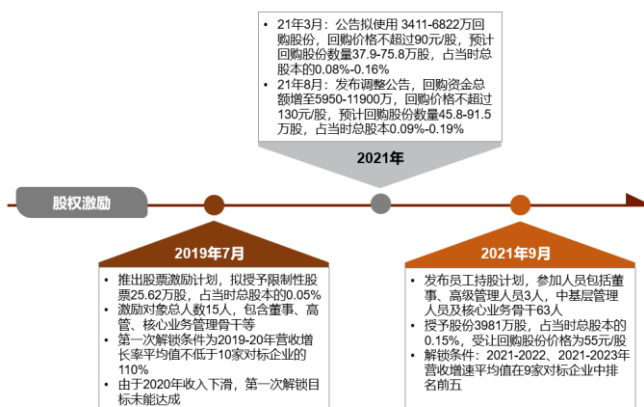 • 21年3月：公告拟使用 3411-6822万回
购股份，回购价格不超过90元/股，预计
回购股份数量37.9-75.8万股，占当时总
股本的0.08%-0.16%
• 21年8月：发布调整公告，回购资金总
额增至5950-11900万，回购价格不超过
130元/股，预计回购股份数量45.8-91.5
万股，占当时总股本0.09%-0.19%
2021年
股权激励
2019年7月
• 推出股票激励计划，拟授予限制性股
票25.62万股，占当时总股本的0.05%
• 激励对象总人数15人，包含董事、高
管、核心业务管理骨干等
• 第一次解锁条件为2019-20年营收增
长率平均值不低于10家对标企业的
110%
• 由于2020年收入下滑，第一次解锁目
标未能达成
2021年9月
• 发布员工持股计划，参加人员包括董
事、高级管理人员3人，中基层管理
人员及核心业务骨干63人
• 授予股份3981万股，占当时总股本的
0.15%，受让回购股份价格为55元/股
• 解锁条件：2021-2022、2021-2023年
营收增速平均值在9家对标企业中排
名前五